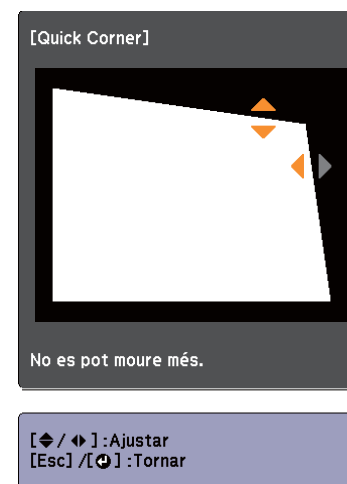 [Quick Corner]
No es pot moure més.
[ / ] :Ajustar
[Esc] /[ ] :Tornar